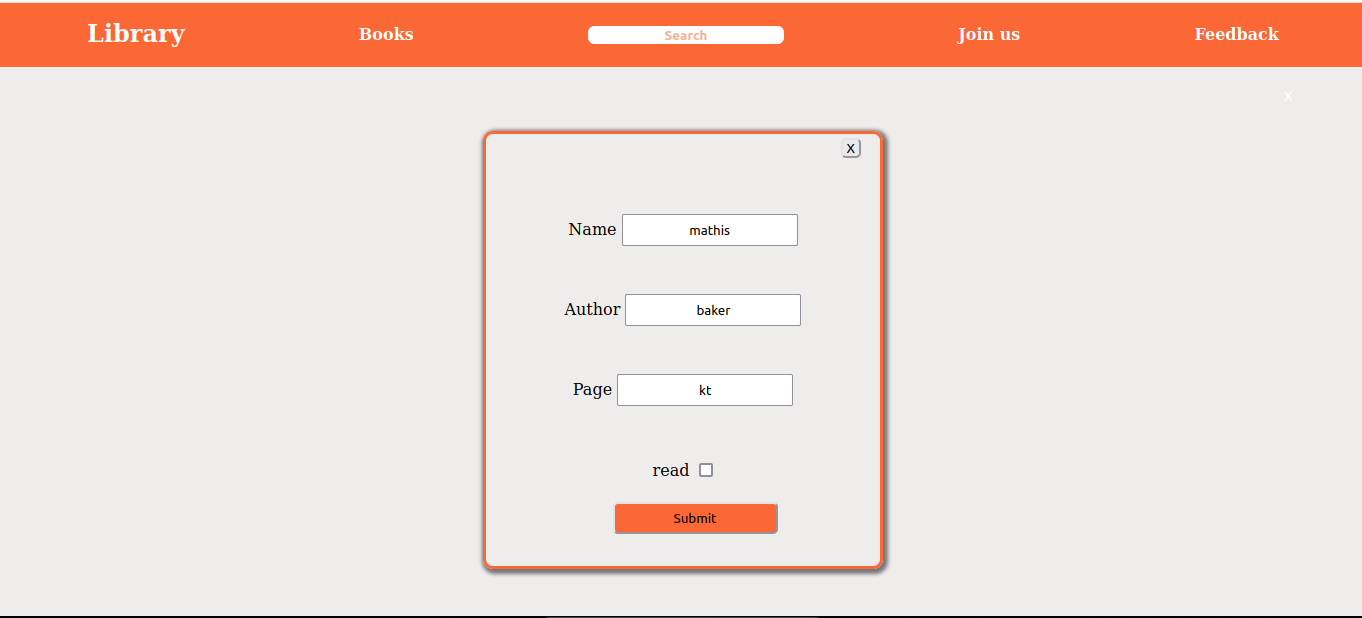 Library Books Search Join us Feedback
x
X
Name mathis
Author baker
Page kt
read
Submit